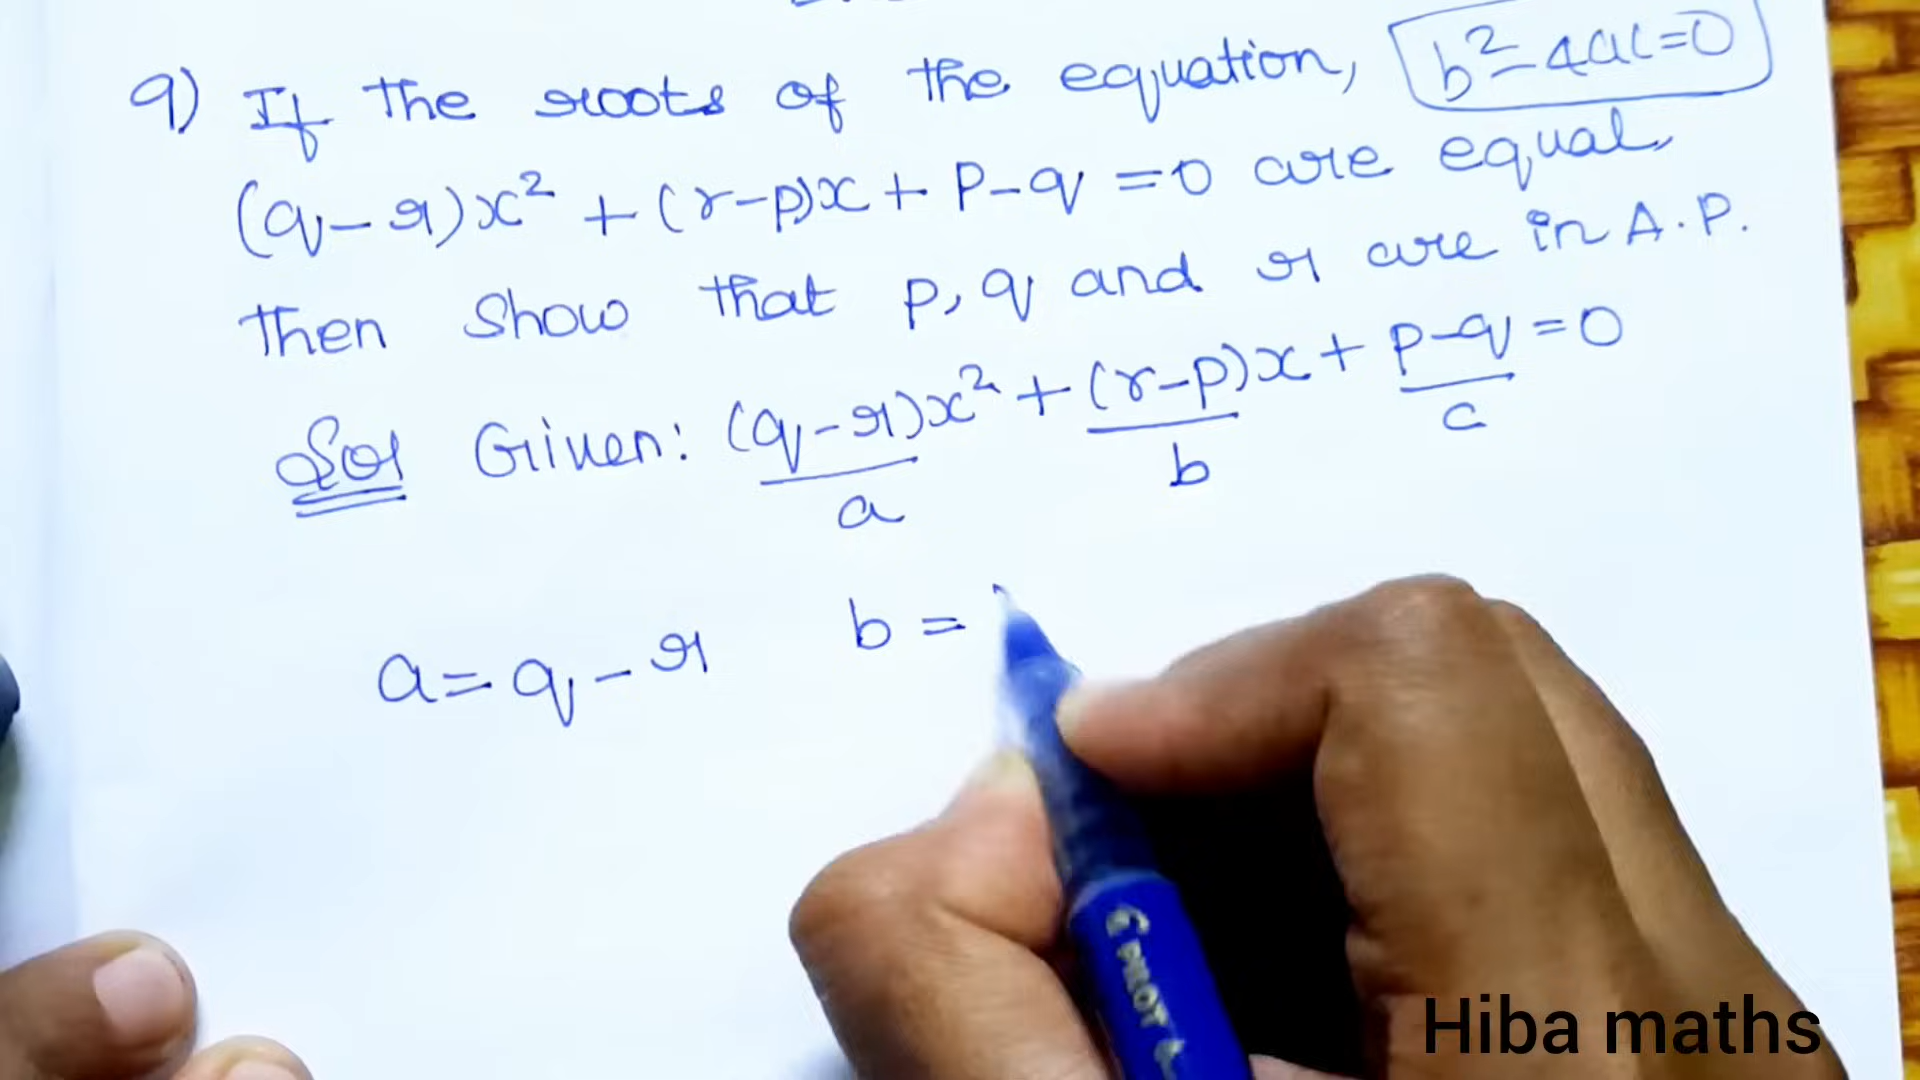 9) If the roots of the equation, b²-4ac=0
(q-r)x² + (r-p)x + p-q =0 are equal
then show that p, q and r are in A.P.
Sol Given: (q-r)x² + (r-p)x + p-q =0
a b c
a= q-r b =
PILOT
Hiba maths